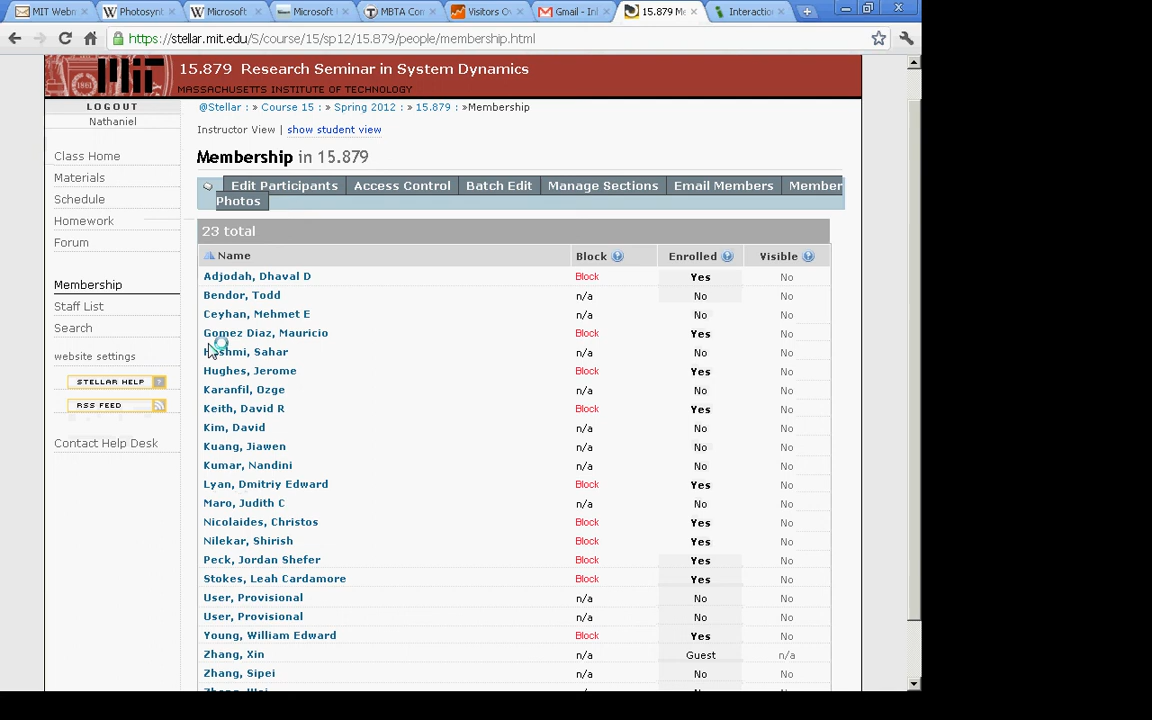 MIT Webm
Photosynt
Microsoft
Microsoft
MBTA Con
Visitors Ov
Gmail - Inl
15.879 Me
Interactio
https://stellar.mit.edu/S/course/15/sp12/15.879/people/membership.html
MIT
15.879 Research Seminar in System Dynamics
MASSACHUSETTS INSTITUTE OF TECHNOLOGY
LOGOUT
Nathaniel
@Stellar : » Course 15 : » Spring 2012 : » 15.879 : »Membership
Instructor View | show student view
Class Home
Materials
Schedule
Homework
Forum
Membership
Staff List
Search
website settings
STELLAR HELP ?
RSS FEED
Contact Help Desk
Membership in 15.879
Edit Participants Access Control Batch Edit Manage Sections Email Members Member
Photos
23 total
Name Block ? Enrolled ? Visible ?
Adjodah, Dhaval D Block Yes No
Bendor, Todd n/a No No
Ceyhan, Mehmet E n/a No No
Gomez Diaz, Mauricio Block Yes No
Hashmi, Sahar n/a No No
Hughes, Jerome Block Yes No
Karanfil, Ozge n/a No No
Keith, David R Block Yes No
Kim, David n/a No No
Kuang, Jiawen n/a No No
Kumar, Nandini n/a No No
Lyan, Dmitriy Edward Block Yes No
Maro, Judith C n/a No No
Nicolaides, Christos Block Yes No
Nilekar, Shirish Block Yes No
Peck, Jordan Shefer Block Yes No
Stokes, Leah Cardamore Block Yes No
User, Provisional n/a No No
User, Provisional n/a No No
Young, William Edward Block Yes No
Zhang, Xin n/a Guest n/a
Zhang, Sipei n/a No No